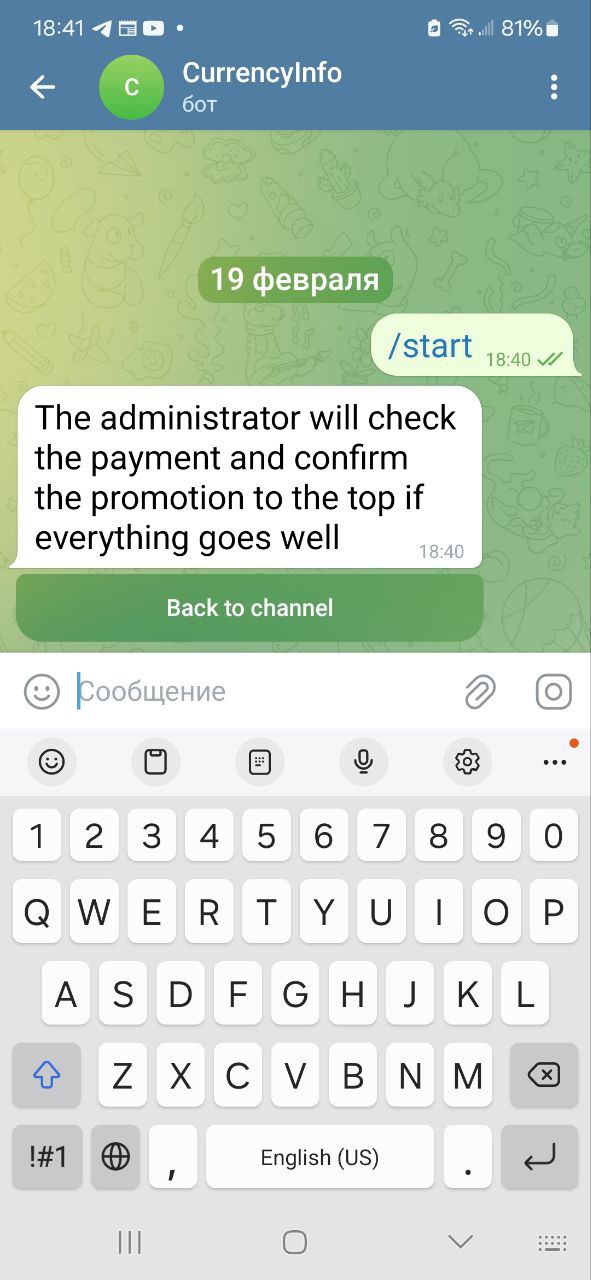 18:41 81%
C CurrencyInfo
бот
19 февраля
/start 18:40
The administrator will check
the payment and confirm
the promotion to the top if
everything goes well 18:40
Back to channel
Сообщение
1 2 3 4 5 6 7 8 9 0
Q W E R T Y U I O P
A S D F G H J K L
Z X C V B N M
!#1 , English (US) .